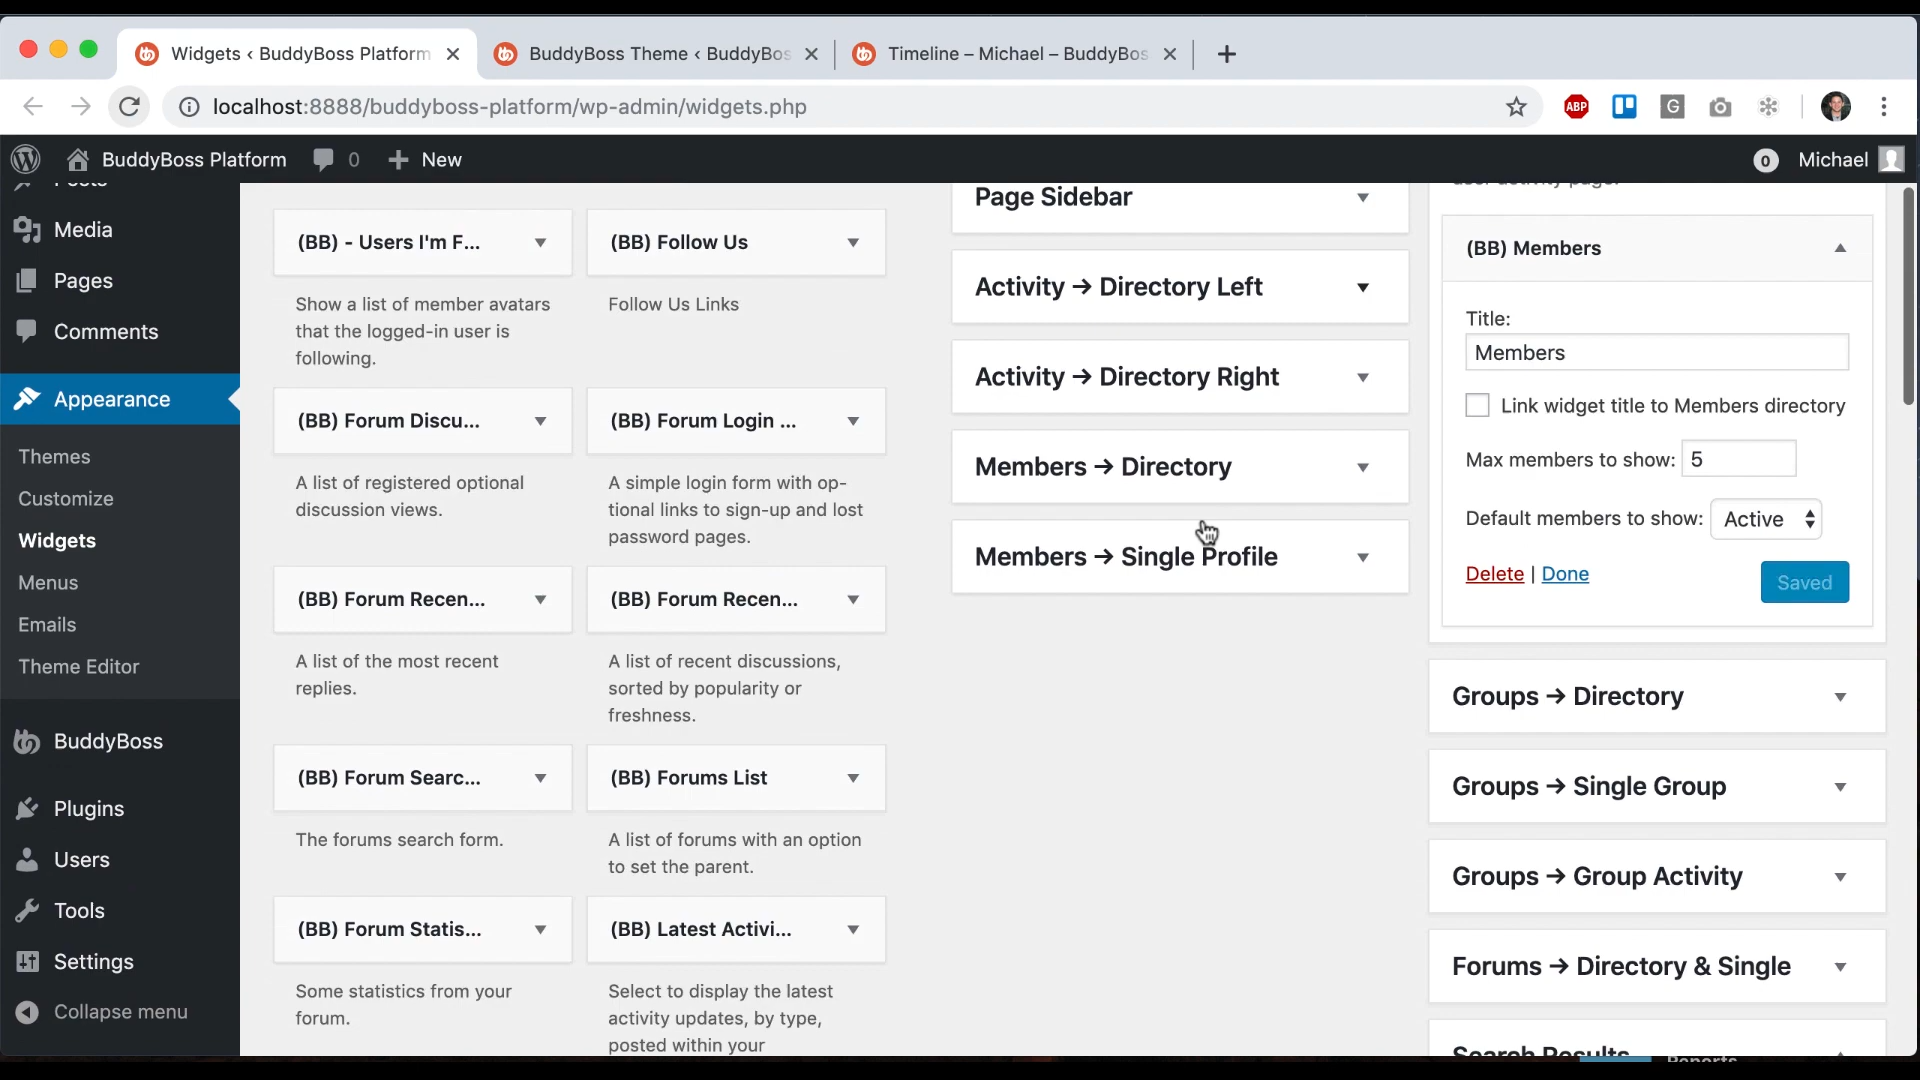 Widgets ‹ BuddyBoss Platform
BuddyBoss Theme ‹ BuddyBos
Timeline – Michael – BuddyBos
localhost:8888/buddyboss-platform/wp-admin/widgets.php
ABP
G
BuddyBoss Platform
0
New
0
Michael
Posts
Media
Pages
Comments
Appearance
Themes
Customize
Widgets
Menus
Emails
Theme Editor
BuddyBoss
Plugins
Users
Tools
Settings
Collapse menu
(BB) - Users I'm F...
Show a list of member avatars
that the logged-in user is
following.
(BB) Follow Us
Follow Us Links
(BB) Forum Discu...
A list of registered optional
discussion views.
(BB) Forum Login ...
A simple login form with op-
tional links to sign-up and lost
password pages.
(BB) Forum Recen...
A list of the most recent
replies.
(BB) Forum Recen...
A list of recent discussions,
sorted by popularity or
freshness.
(BB) Forum Searc...
The forums search form.
(BB) Forums List
A list of forums with an option
to set the parent.
(BB) Forum Statis...
Some statistics from your
forum.
(BB) Latest Activi...
Select to display the latest
activity updates, by type,
posted within your
Page Sidebar
Activity → Directory Left
Activity → Directory Right
Members → Directory
Members → Single Profile
user activity page.
(BB) Members
Title:
Members
Link widget title to Members directory
Max members to show: 5
Default members to show: Active
Delete | Done
Saved
Groups → Directory
Groups → Single Group
Groups → Group Activity
Forums → Directory & Single
Search Results
Reports